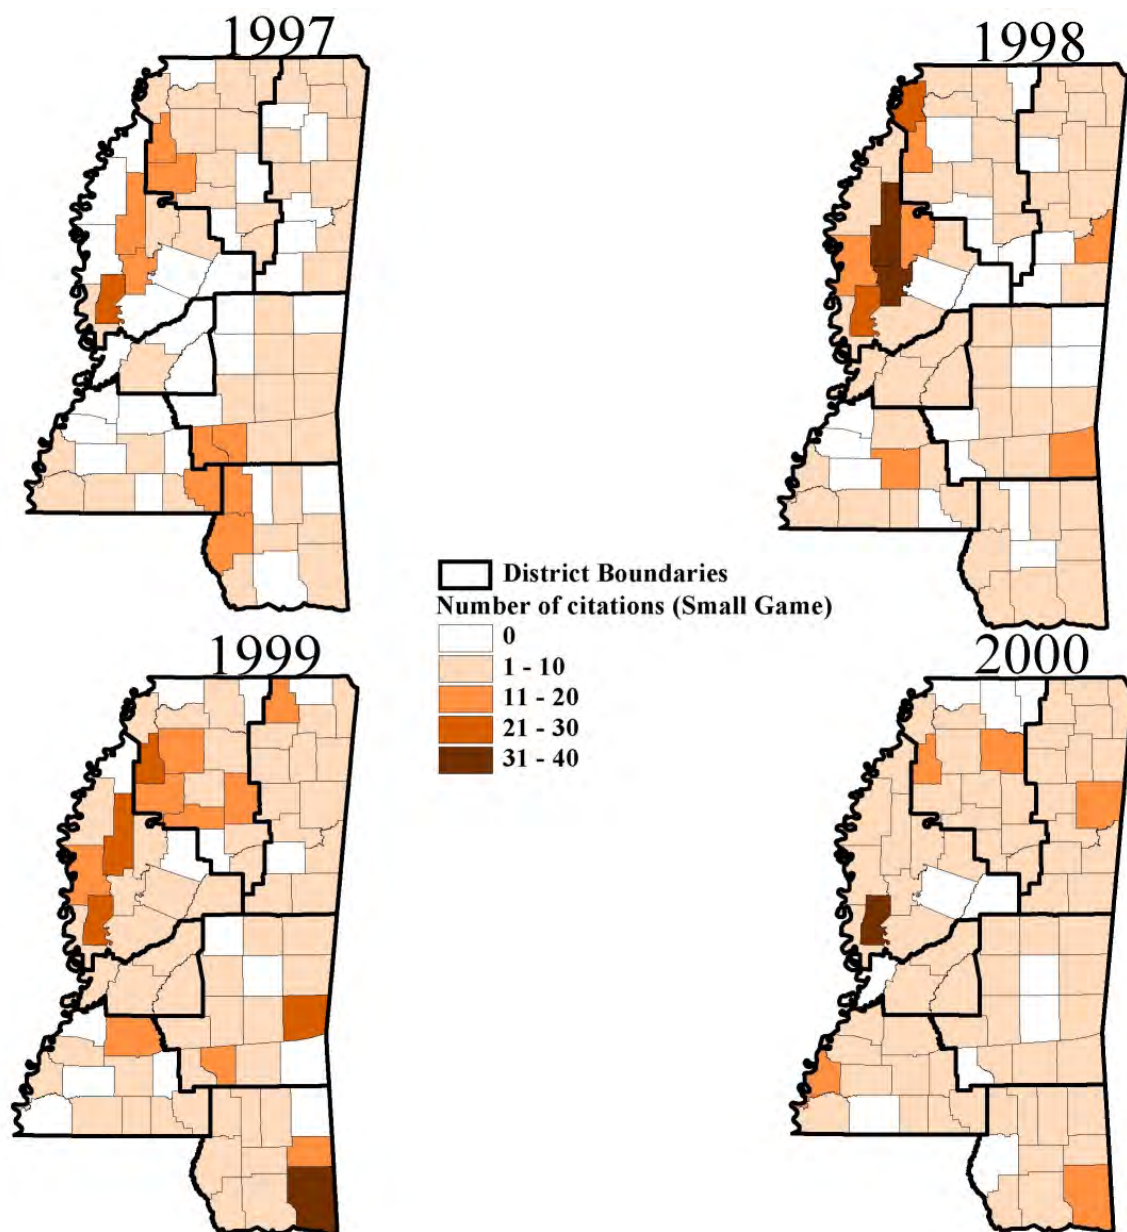 1997
1998
District Boundaries
Number of citations (Small Game)
0
1 - 10
11 - 20
21 - 30
31 - 40
1999
2000